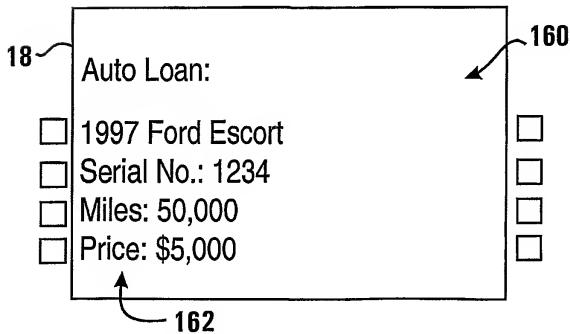 160
18
Auto Loan:
1997 Ford Escort
Serial No.: 1234
Miles: 50,000
Price: $5,000
162